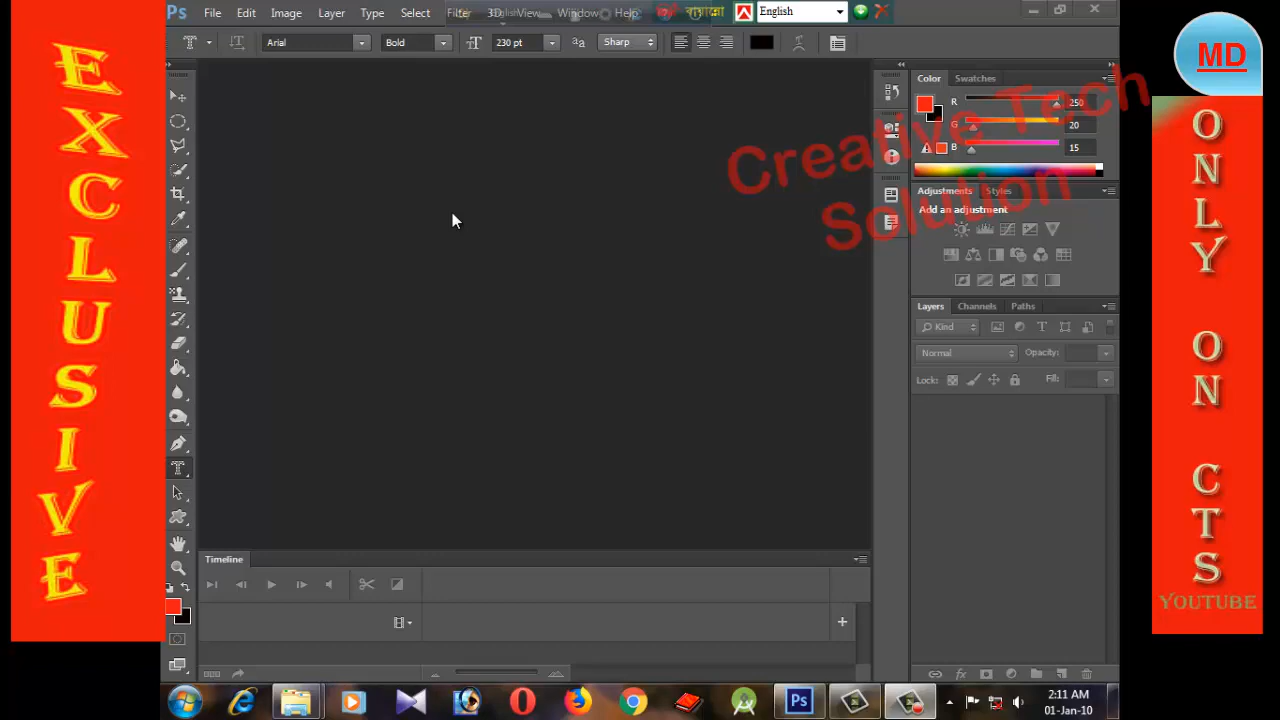 EXCLUSIVE
Ps File Edit Image Layer Type Select Filter 3D View Window Help
English
Arial Bold 230 pt Sharp
MD
ONLY ON CTS
YOUTUBE
Creative Tech
Solution
Color Swatches
R 250
G 20
B 15
Adjustments Styles
Add an adjustment
Layers Channels Paths
Kind
Normal Opacity:
Lock: Fill:
Timeline
Ps
2:11 AM
01-Jan-10